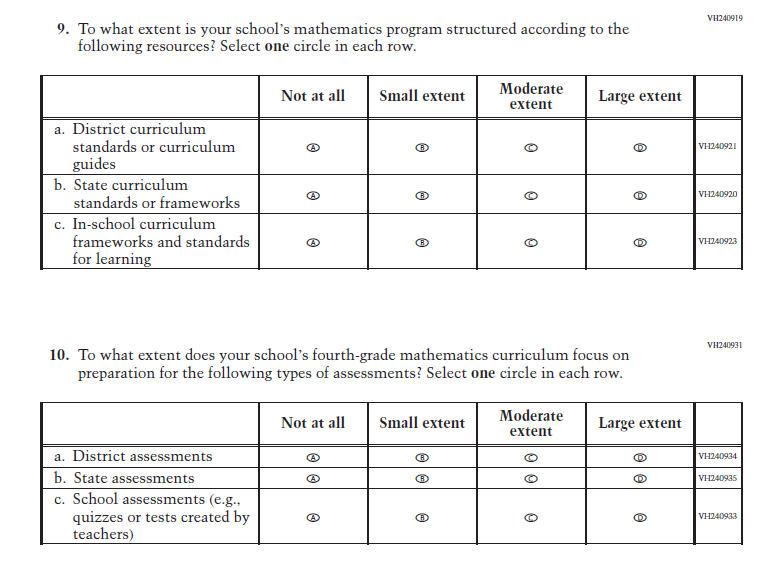 VH240919
9. To what extent is your school’s mathematics program structured according to the
following resources? Select one circle in each row.
Not at all Small extent Moderate extent Large extent
a. District curriculum
standards or curriculum
guides
A B C D VH240921
b. State curriculum
standards or frameworks
A B C D VH240920
c. In-school curriculum
frameworks and standards
for learning
A B C D VH240923
VH240931
10. To what extent does your school’s fourth-grade mathematics curriculum focus on
preparation for the following types of assessments? Select one circle in each row.
Not at all Small extent Moderate extent Large extent
a. District assessments A B C D VH240934
b. State assessments A B C D VH240935
c. School assessments (e.g.,
quizzes or tests created by
teachers)
A B C D VH240933